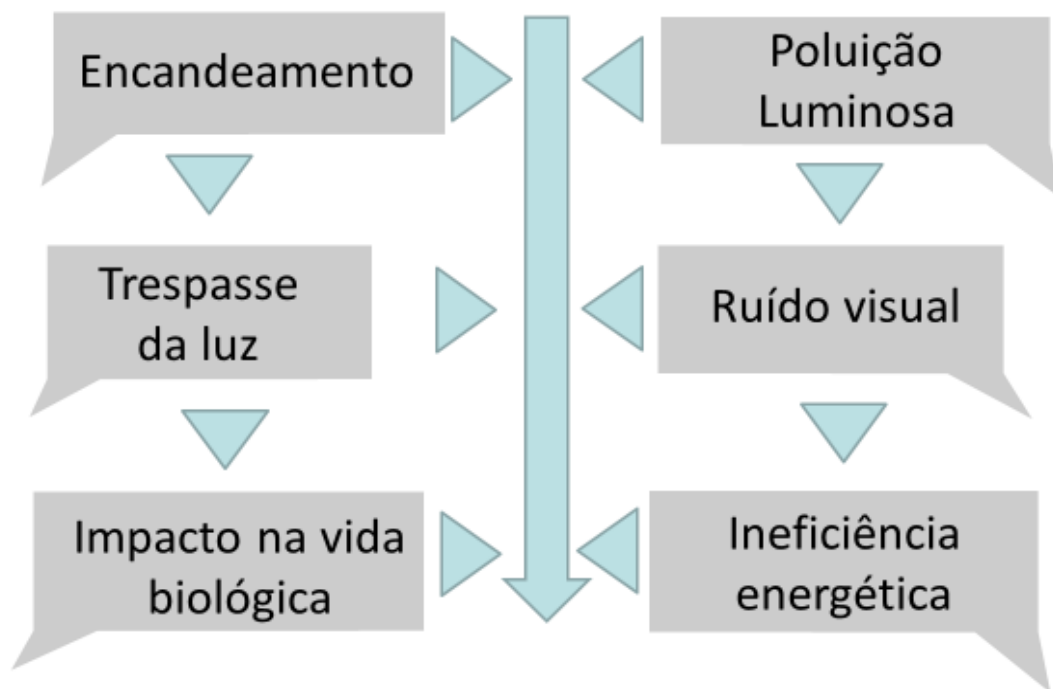 Encandeamento
Poluição
Luminosa
Trespasse
da luz
Ruído visual
Impacto na vida
biológica
Ineficiência
energética